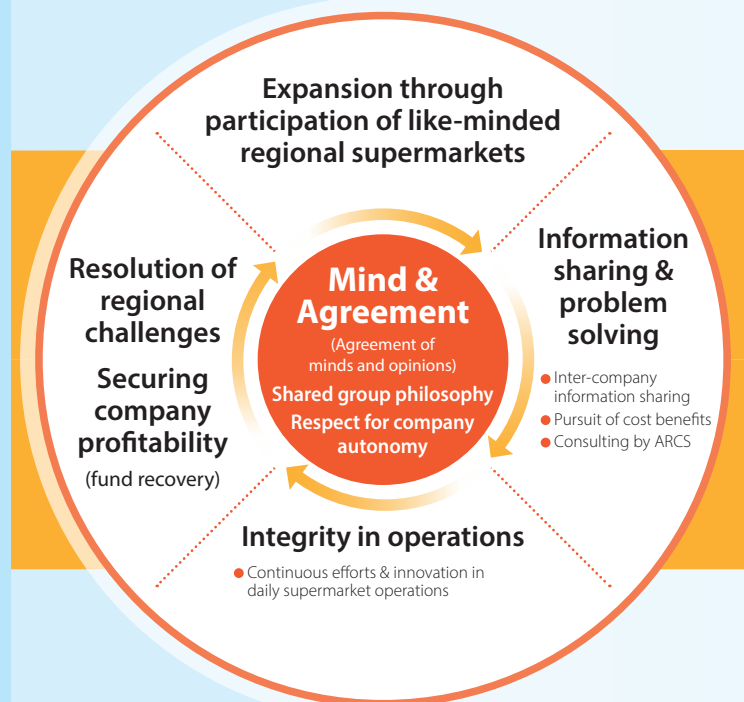 Expansion through
participation of like-minded
regional supermarkets
Information
sharing &
problem
solving
● Inter-company
information sharing
● Pursuit of cost benefits
● Consulting by ARCS
Integrity in operations
● Continuous efforts & innovation in
daily supermarket operations
Resolution of
regional
challenges
Securing
company
profitability
(fund recovery)
Mind &
Agreement
(Agreement of
minds and opinions)
Shared group philosophy
Respect for company
autonomy